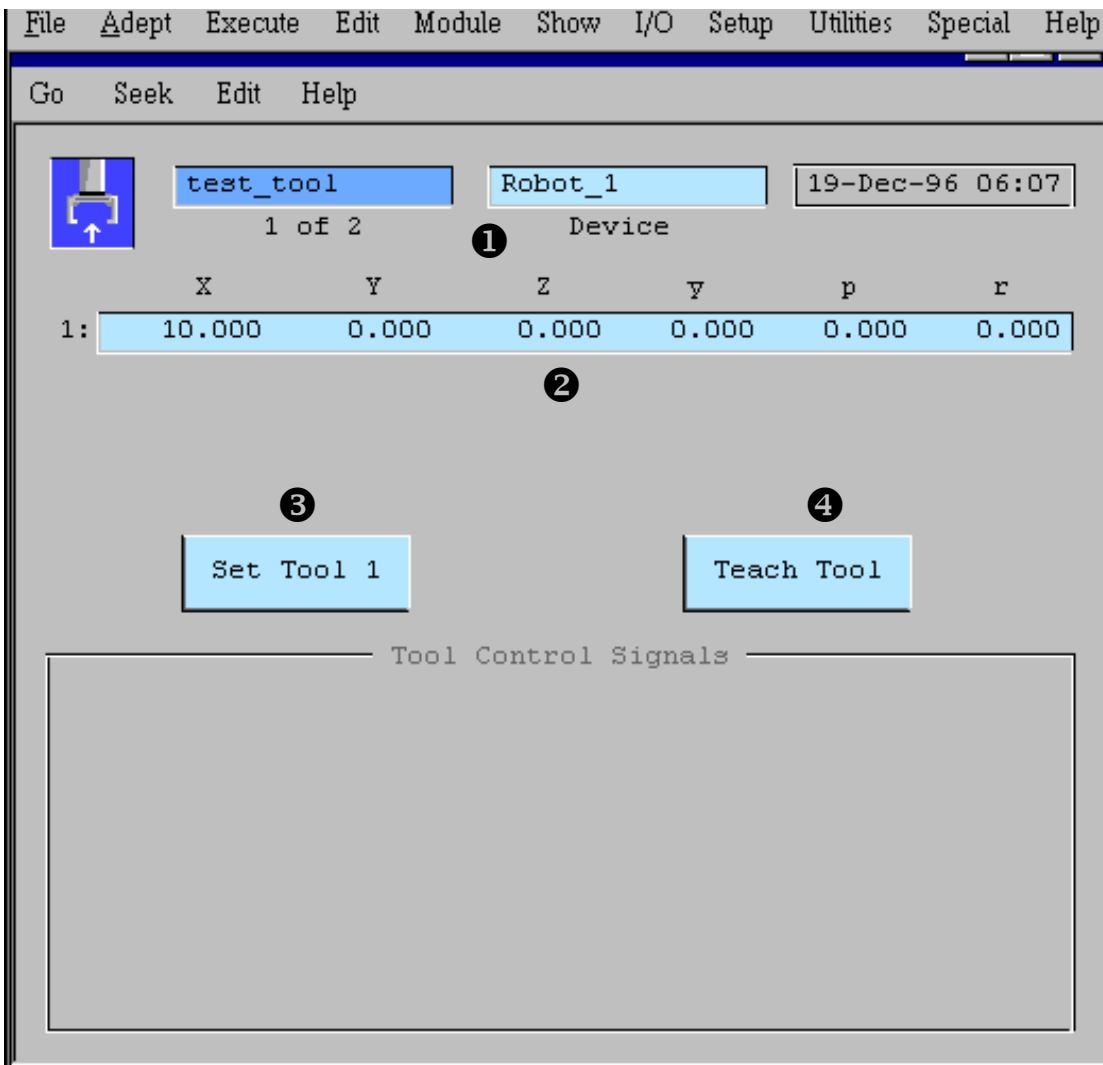 File Adept Execute Edit Module Show I/O Setup Utilities Special Help
Go Seek Edit Help
test_tool Robot_1 19-Dec-96 06:07
1 of 2 ❶ Device
X Y Z y p r
1: 10.000 0.000 0.000 0.000 0.000 0.000
❷
❸ ❹
Set Tool 1 Teach Tool
Tool Control Signals